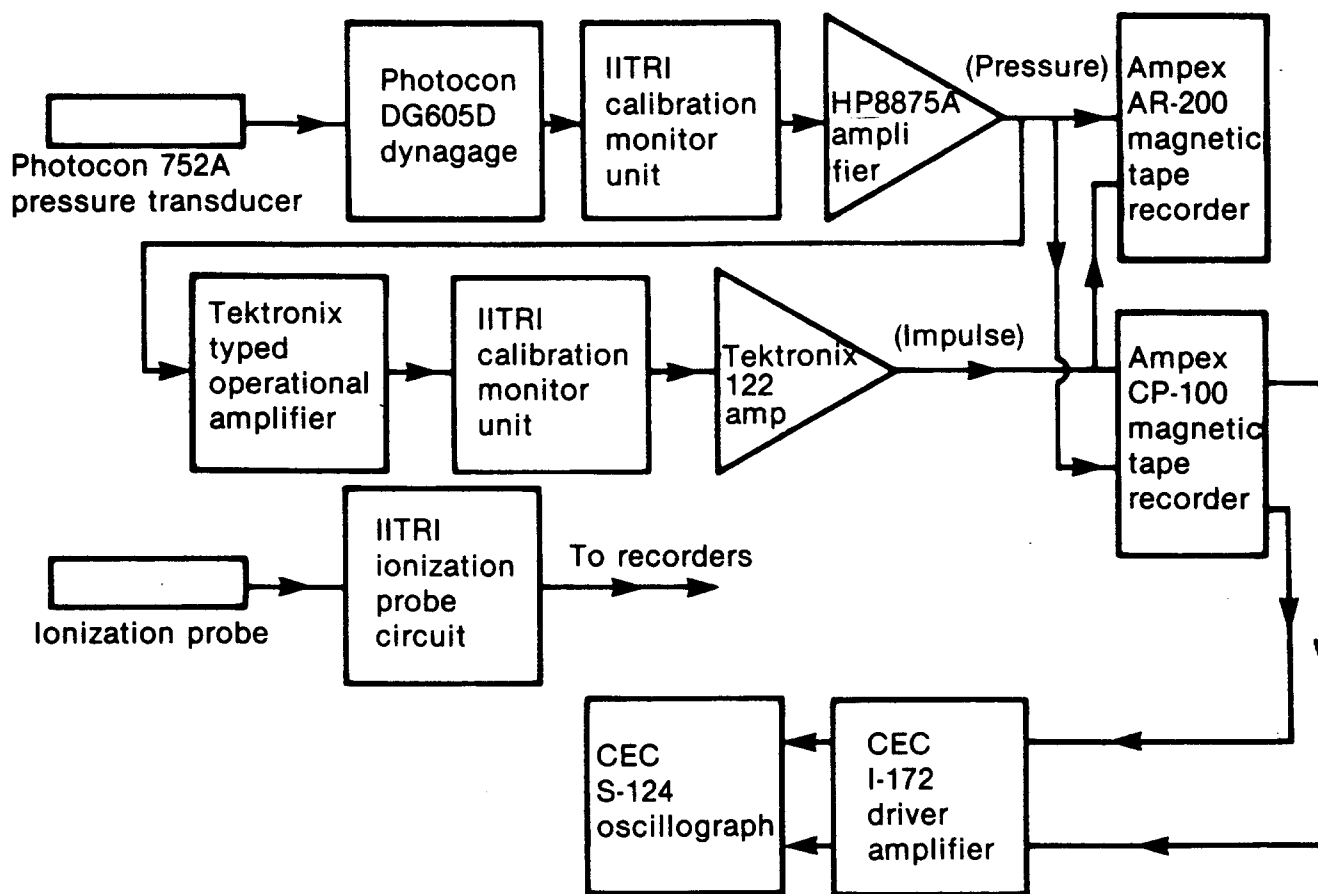 Photocon 752A
pressure transducer
Photocon
DG605D
dynagage
IITRI
calibration
monitor
unit
HP8875A
ampli
fier
(Pressure)
Ampex
AR-200
magnetic
tape
recorder
Tektronix
typed
operational
amplifier
IITRI
calibration
monitor
unit
Tektronix
122
amp
(Impulse)
Ampex
CP-100
magnetic
tape
recorder
Ionization probe
IITRI
ionization
probe
circuit
To recorders
CEC
S-124
oscillograph
CEC
I-172
driver
amplifier